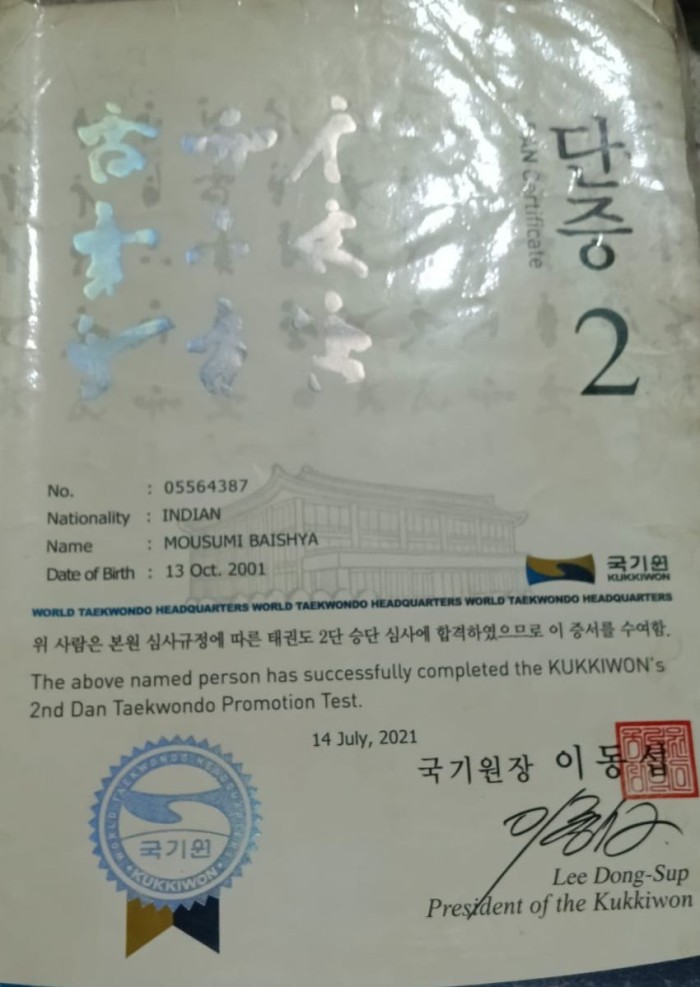 단증
DAN Certificate
2
No. : 05564387
Nationality : INDIAN
Name : MOUSUMI BAISHYA
Date of Birth : 13 Oct. 2001
국기원
KUKKIWON
WORLD TAEKWONDO HEADQUARTERS WORLD TAEKWONDO HEADQUARTERS WORLD TAEKWONDO HEADQUARTERS
위 사람은 본원 심사규정에 따른 태권도 2단 승단 심사에 합격하였으므로 이 증서를 수여함.
The above named person has successfully completed the KUKKIWON's
2nd Dan Taekwondo Promotion Test.
14 July, 2021
국기원장 이동섭
Lee Dong-Sup
President of the Kukkiwon
WORLD TAEKWONDO HEADQUARTERS
국기원
KUKKIWON